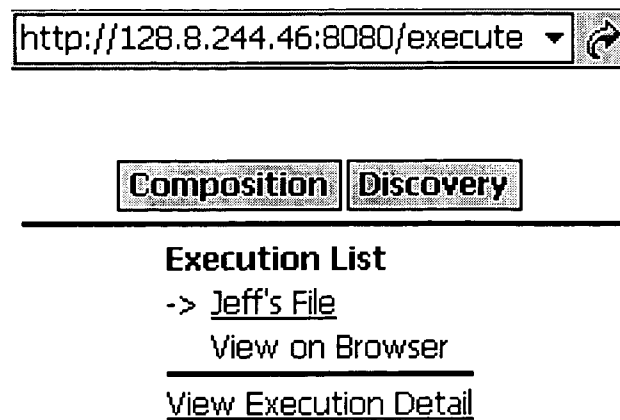 http://128.8.244.46:8080/execute
Composition Discovery
Execution List
-> Jeff's File
View on Browser
View Execution Detail